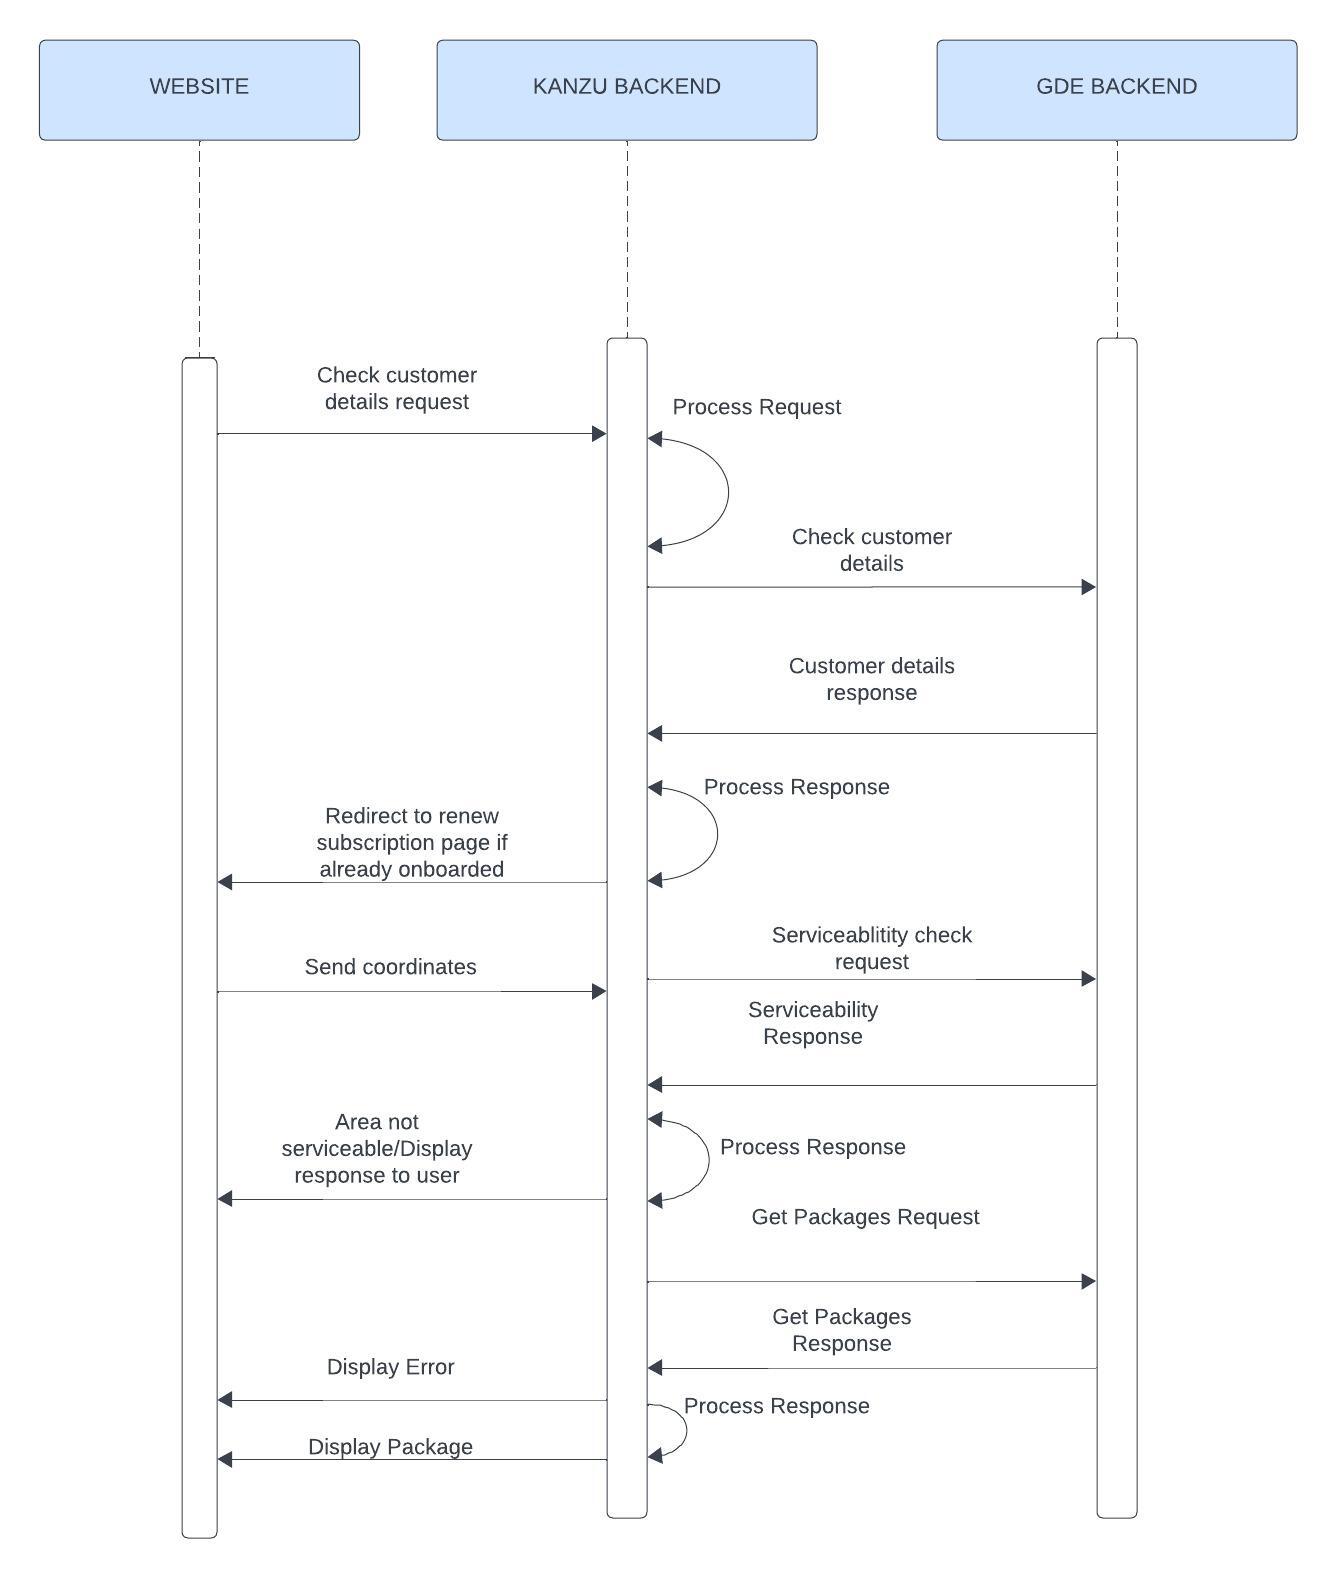 WEBSITE
KANZU BACKEND
GDE BACKEND
Check customer
details request
Process Request
Check customer
details
Customer details
response
Process Response
Redirect to renew
subscription page if
already onboarded
Serviceablitity check
request
Send coordinates
Serviceability
Response
Area not
serviceable/Display
response to user
Process Response
Get Packages Request
Get Packages
Response
Display Error
Process Response
Display Package